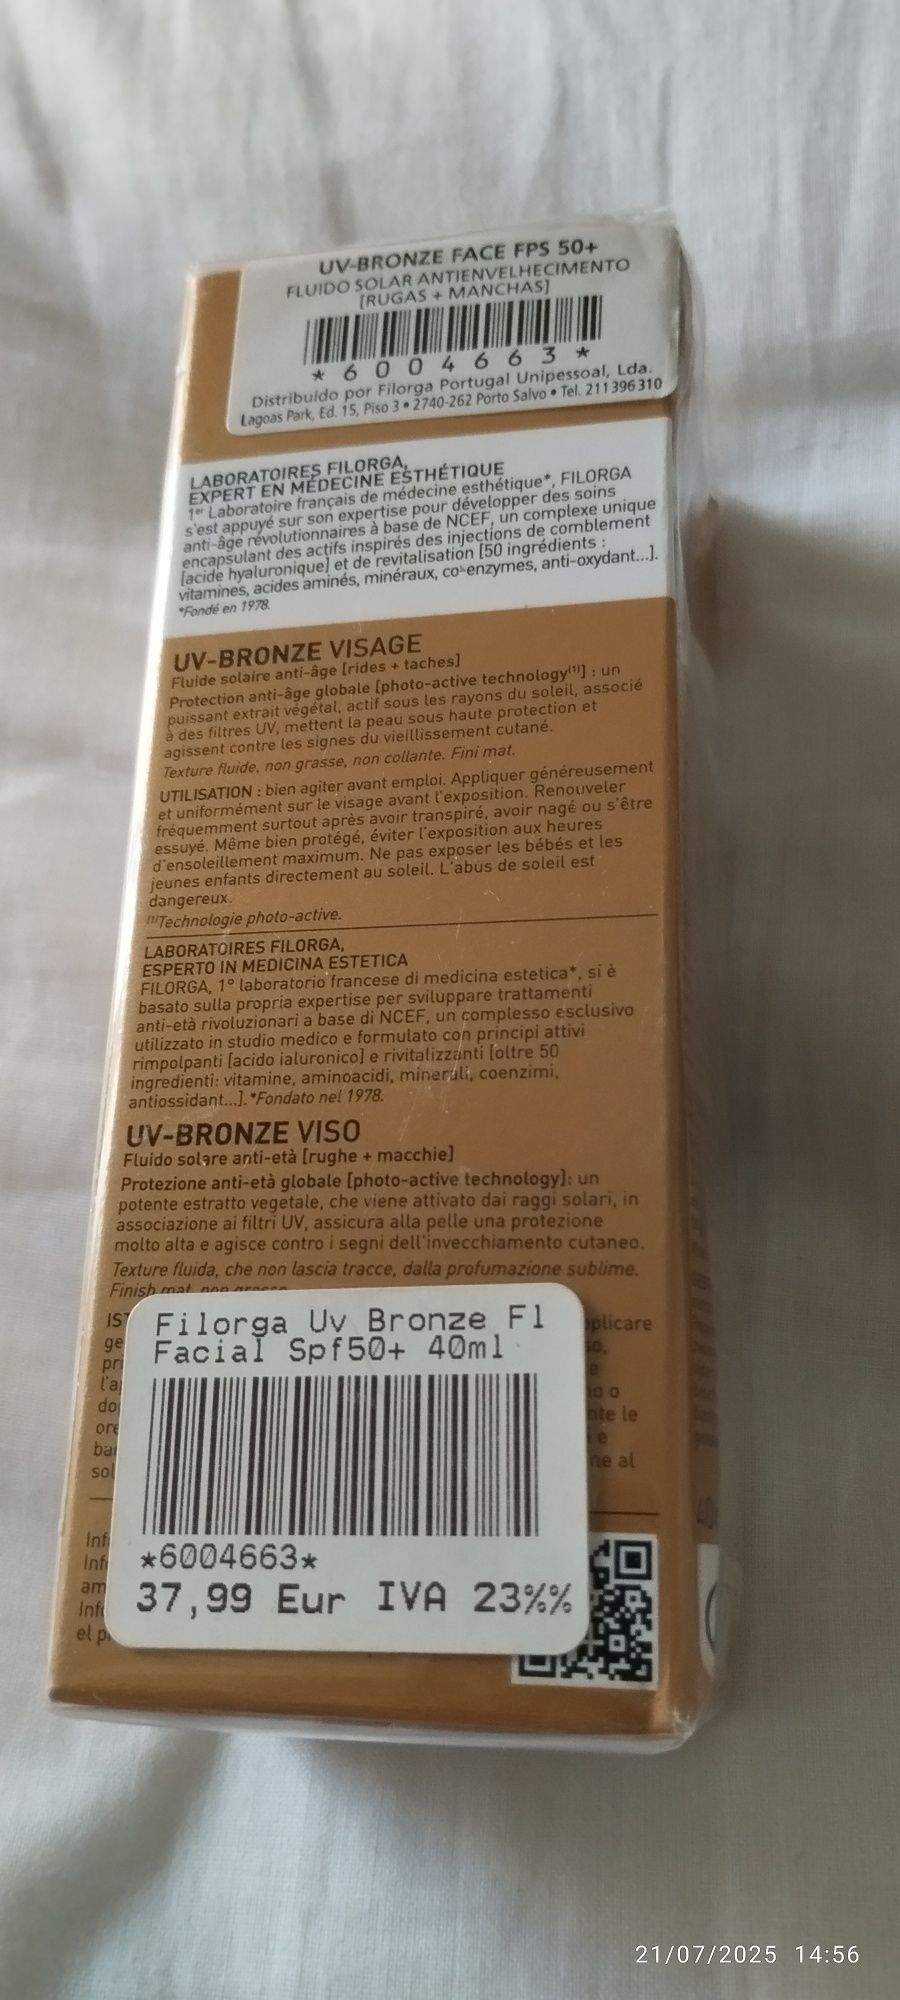 UV-BRONZE FACE FPS 50+
FLUIDO SOLAR ANTIENVELHECIMENTO
[RUGAS + MANCHAS]
* 6 0 0 4 6 6 3 *
Distribuído por Filorga Portugal Unipessoal, Lda.
Lagoas Park, Ed. 15, Piso 3 • 2740-262 Porto Salvo • Tel. 211 396 310
LABORATOIRES FILORGA,
EXPERT EN MÉDECINE ESTHÉTIQUE
1er Laboratoire français de médecine esthétique*, FILORGA
s'est appuyé sur son expertise pour développer des soins
anti-âge révolutionnaires à base de NCEF, un complexe unique
encapsulant des actifs inspirés des injections de comblement
[acide hyaluronique] et de revitalisation [50 ingrédients :
vitamines, acides aminés, minéraux, co-enzymes, anti-oxydant...].
*Fondé en 1978.
UV-BRONZE VISAGE
Fluide solaire anti-âge [rides + taches]
Protection anti-âge globale [photo-active technology(1)] : un
puissant extrait végétal, actif sous les rayons du soleil, associé
à des filtres UV, mettent la peau sous haute protection et
agissent contre les signes du vieillissement cutané.
Texture fluide, non grasse, non collante. Fini mat.
UTILISATION : bien agiter avant emploi. Appliquer généreusement
et uniformément sur le visage avant l'exposition. Renouveler
fréquemment surtout après avoir transpiré, avoir nagé ou s'être
essuyé. Même bien protégé, éviter l'exposition aux heures
d'ensoleillement maximum. Ne pas exposer les bébés et les
jeunes enfants directement au soleil. L'abus de soleil est
dangereux.
(1)Technologie photo-active.
LABORATOIRES FILORGA,
ESPERTO IN MEDICINA ESTETICA
FILORGA, 1° laboratorio francese di medicina estetica*, si è
basato sulla propria expertise per sviluppare trattamenti
anti-età rivoluzionari a base di NCEF, un complesso esclusivo
utilizzato in studio medico e formulato con principi attivi
rimpolpanti [acido ialuronico] e rivitalizzanti [oltre 50
ingredienti: vitamine, aminoacidi, minerali, coenzimi,
antiossidant...]. *Fondato nel 1978.
UV-BRONZE VISO
Fluido solare anti-età [rughe + macchie]
Protezione anti-età globale [photo-active technology]: un
potente estratto vegetale, che viene attivato dai raggi solari, in
associazione ai filtri UV, assicura alla pelle una protezione
molto alta e agisce contro i segni dell'invecchiamento cutaneo.
Texture fluida, che non lascia tracce, dalla profumazione sublime.
Finish mat, non grasso
Filorga Uv Bronze Fl
Facial Spf50+ 40ml
*6004663*
37,99 Eur IVA 23%%
21/07/2025 14:56